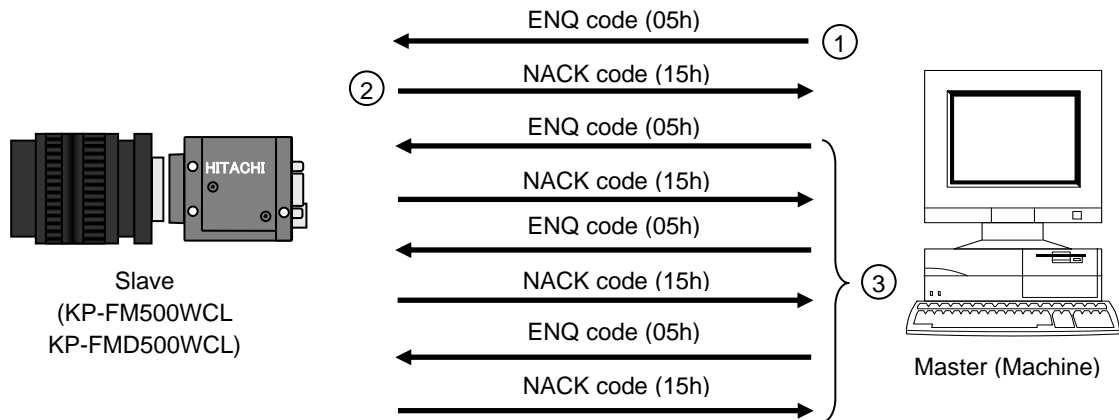 ENQ code (05h)
①
NACK code (15h)
②
ENQ code (05h)
HITACHI
NACK code (15h)
ENQ code (05h)
Slave
(KP-FM500WCL
KP-FMD500WCL)
NACK code (15h)
③
ENQ code (05h)
Master (Machine)
NACK code (15h)